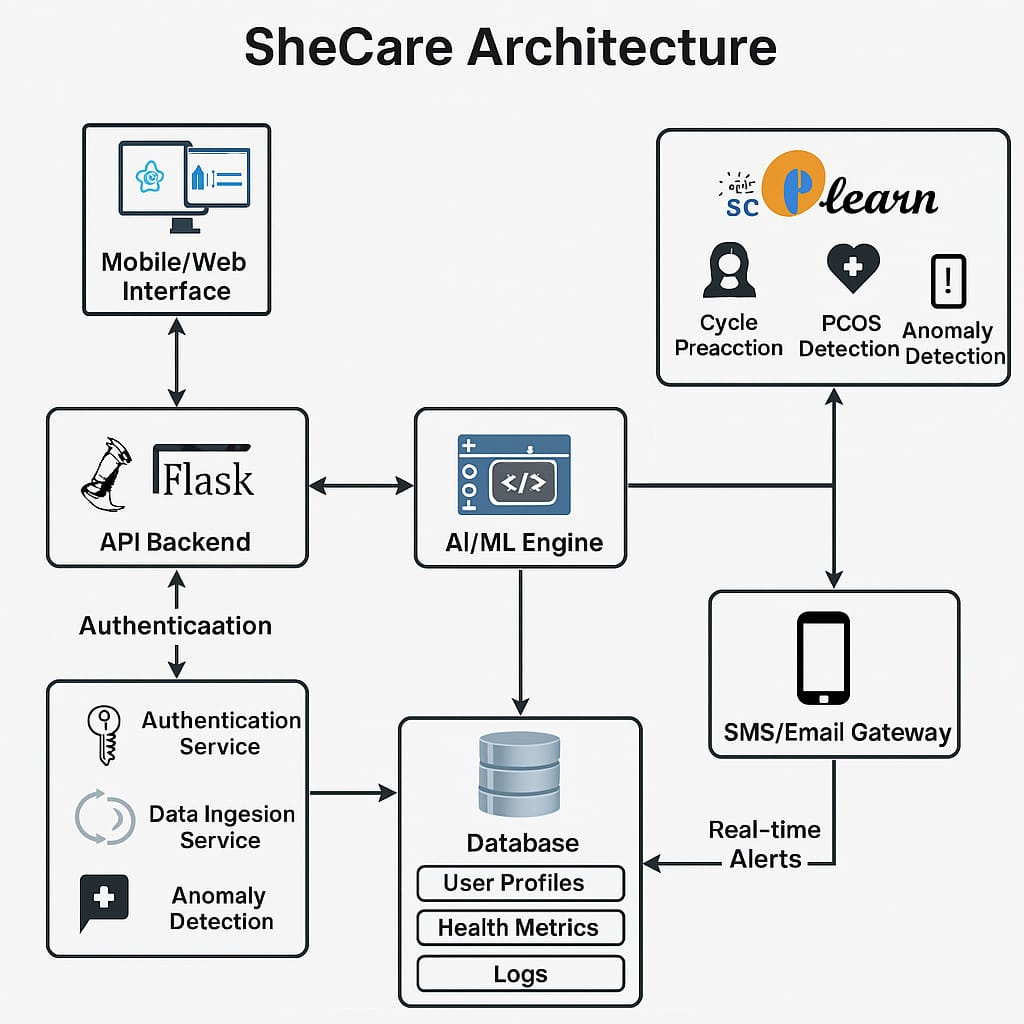 SheCare Architecture
Mobile/Web
Interface
SC
learn
Cycle
Preacction
PCOS
Detection
!
Anomaly
Detection
Flask
API Backend
</>
AI/ML Engine
Authenticaation
Authentication
Service
Data Ingesion
Service
Anomaly
Detection
Database
User Profiles
Health Metrics
Logs
SMS/Email Gateway
Real-time
Alerts